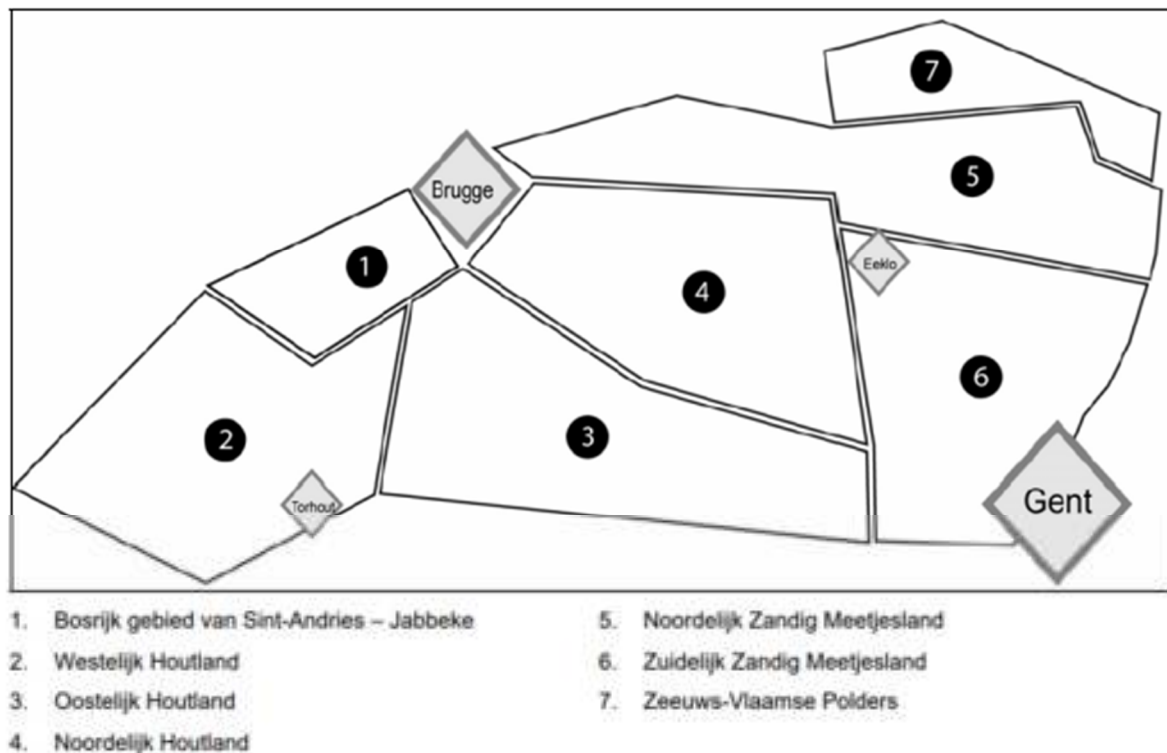 7
5
Brugge
1
4
Eeklo
6
2
3
Torhout
Gent
1. Bosrijk gebied van Sint-Andries – Jabbeke
2. Westelijk Houtland
3. Oostelijk Houtland
4. Noordelijk Houtland
5. Noordelijk Zandig Meetjesland
6. Zuidelijk Zandig Meetjesland
7. Zeeuws-Vlaamse Polders